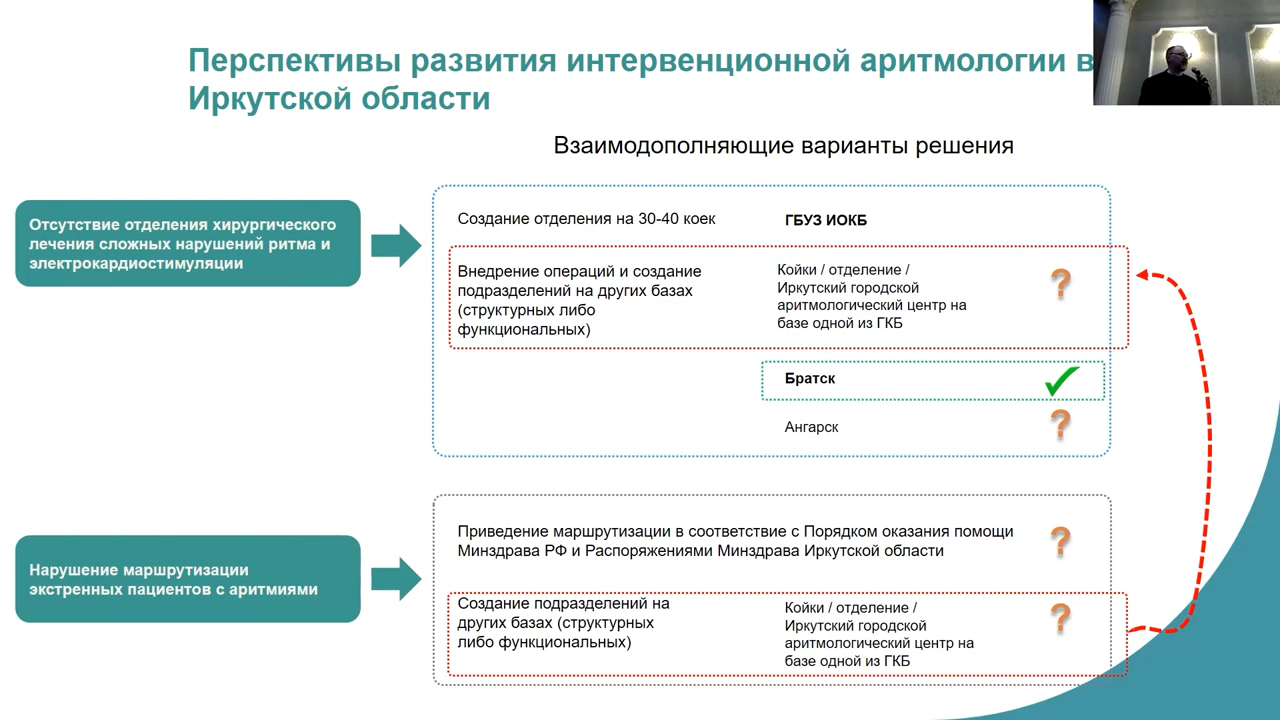 Перспективы развития интервенционной аритмологии в
Иркутской области
Взаимодополняющие варианты решения
Отсутствие отделения хирургического
лечения сложных нарушений ритма и
электрокардиостимуляции
Создание отделения на 30-40 коек
ГБУЗ ИОКБ
Внедрение операций и создание
подразделений на других базах
(структурных либо
функциональных)
Койки / отделение /
Иркутский городской
аритмологический центр на
базе одной из ГКБ
?
Братск
Ангарск
?
Нарушение маршрутизации
экстренных пациентов с аритмиями
Приведение маршрутизации в соответствие с Порядком оказания помощи
Минздрава РФ и Распоряжениями Минздрава Иркутской области
?
Создание подразделений на
других базах (структурных
либо функциональных)
Койки / отделение /
Иркутский городской
аритмологический центр на
базе одной из ГКБ
?